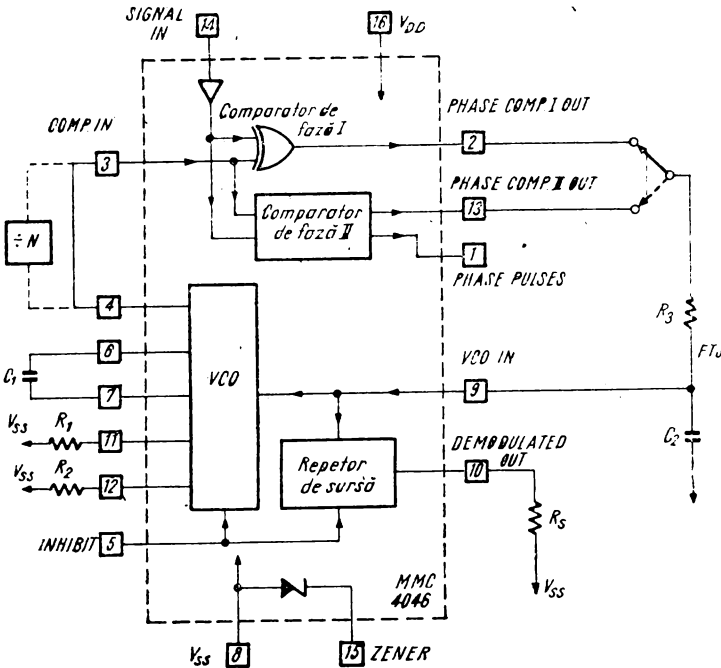 SIGNAL IN
14
16
VDD
COMP.IN
3
Comparator de fază I
PHASE COMP.I OUT
2
PHASE COMP.II OUT
13
Comparator de fază II
1
PHASE PULSES
÷ N
4
6
C1
7
VCO
VCO IN
9
R3
FTJ
C2
VSS
R1
11
VSS
R2
12
Repetor de sursă
DEMODULATED OUT
10
RS
VSS
INHIBIT
5
MMC 4046
VSS
8
15
ZENER